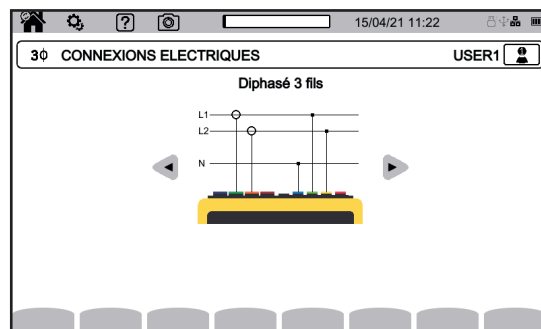 ? 15/04/21 11:22
3Φ CONNEXIONS ELECTRIQUES USER1
Diphasé 3 fils
L1
L2
N